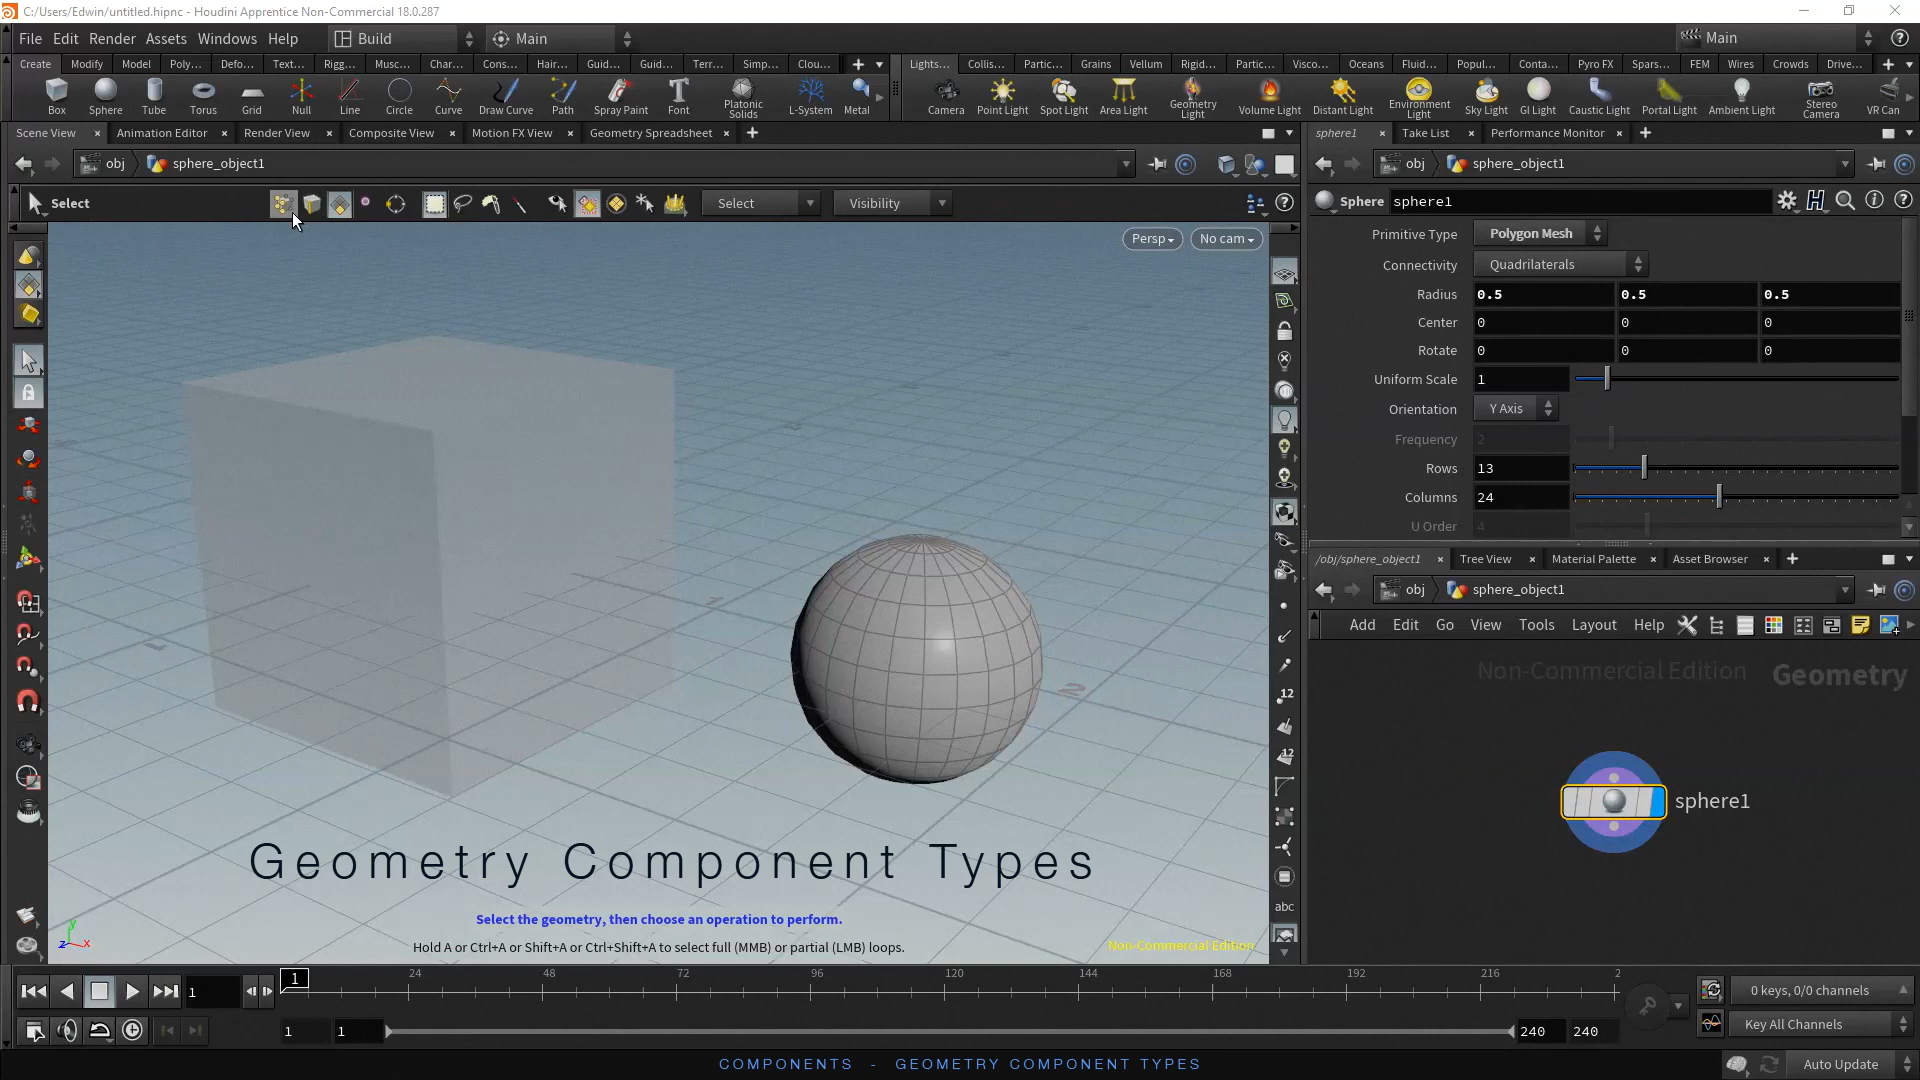 C:/Users/Edwin/untitled.hipnc - Houdini Apprentice Non-Commercial 18.0.287
File Edit Render Assets Windows Help Build Main Main
Create Modify Model Poly... Defo... Text... Rigg... Musc... Char... Cons... Hair... Guid... Guid... Terr... Simp... Clou... Lights... Collis... Partic... Grains Vellum Rigid... Partic... Visco... Oceans Fluid... Popul... Conta... Pyro FX Spars... FEM Wires Crowds Drive...
Box Sphere Tube Torus Grid Null Line Circle Curve Draw Curve Path Spray Paint Font Platonic Solids L-System Metal Camera Point Light Spot Light Area Light Geometry Light Volume Light Distant Light Environment Light Sky Light GI Light Caustic Light Portal Light Ambient Light Stereo Camera VR Can
Scene View Animation Editor Render View Composite View Motion FX View Geometry Spreadsheet
obj sphere_object1
Select Select Visibility
Persp No cam
12
12
abc
Geometry Component Types
Select the geometry, then choose an operation to perform.
Hold A or Ctrl+A or Shift+A or Ctrl+Shift+A to select full (MMB) or partial (LMB) loops.
Non-Commercial Edition
y
z x
1
2
sphere1 Take List Performance Monitor
obj sphere_object1
Sphere sphere1
Primitive Type Polygon Mesh
Connectivity Quadrilaterals
Radius 0.5 0.5 0.5
Center 0 0 0
Rotate 0 0 0
Uniform Scale 1
Orientation Y Axis
Frequency 2
Rows 13
Columns 24
U Order 4
/obj/sphere_object1 Tree View Material Palette Asset Browser
obj sphere_object1
Add Edit Go View Tools Layout Help
Non-Commercial Edition Geometry
sphere1
1 1 24 48 72 96 120 144 168 192 216 2
0 keys, 0/0 channels
1 1 240 240
Key All Channels
COMPONENTS - GEOMETRY COMPONENT TYPES
Auto Update